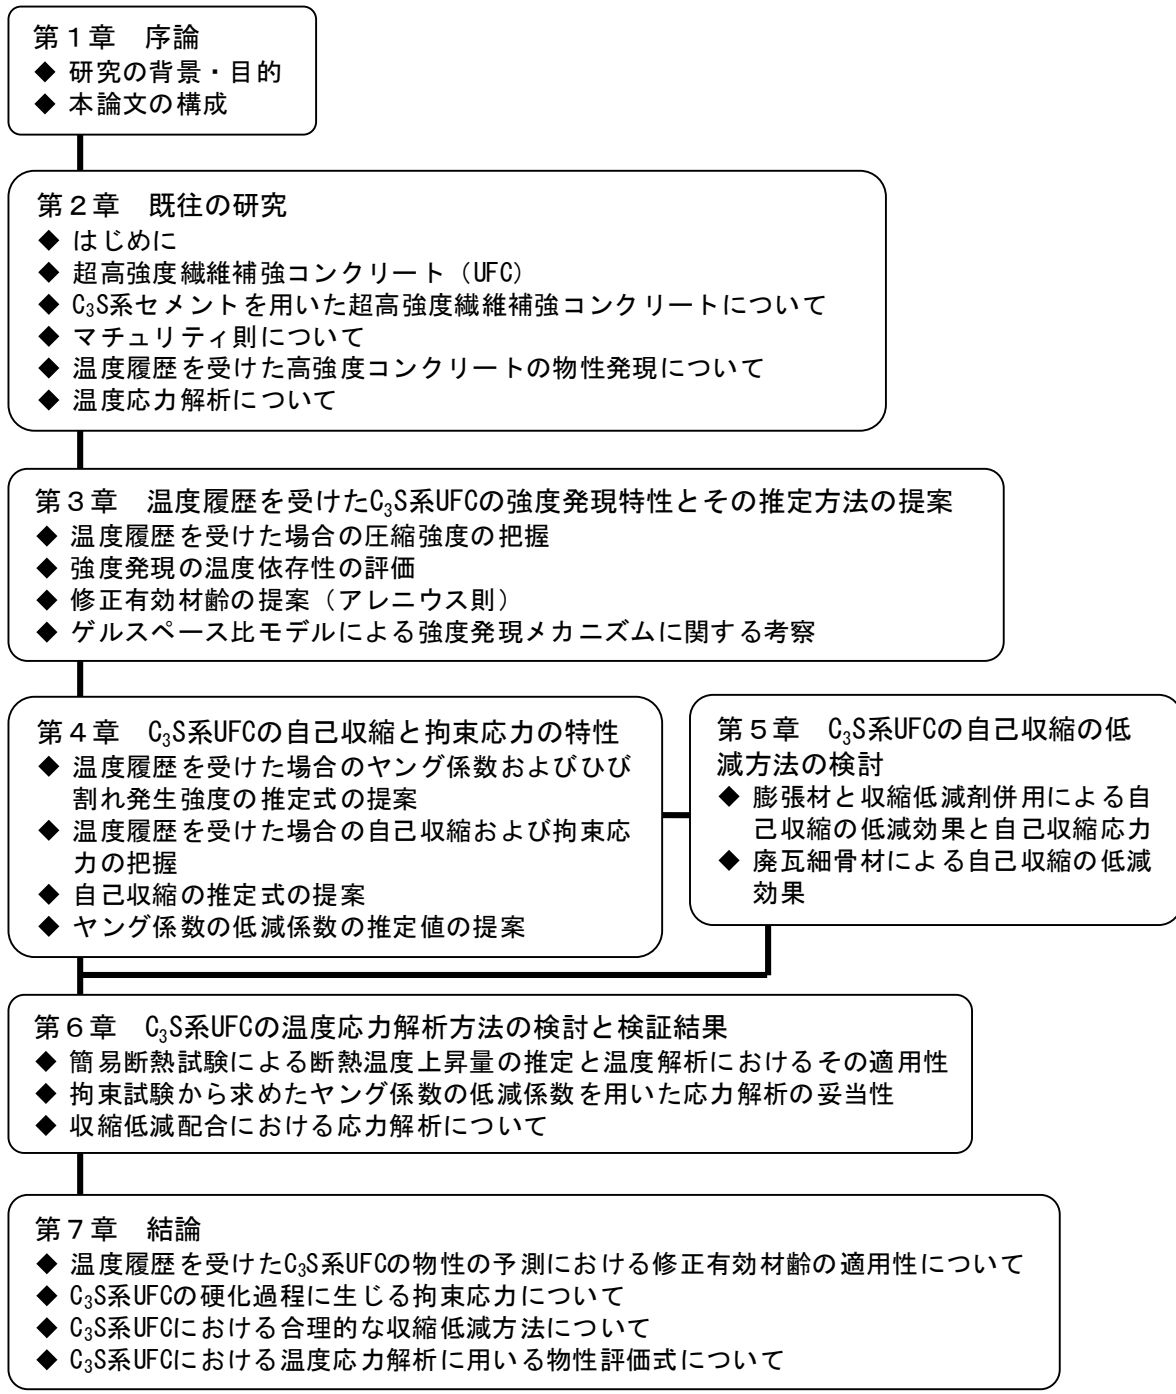 第1章 序論
◆ 研究の背景・目的
◆ 本論文の構成
第2章 既往の研究
◆ はじめに
◆ 超高強度繊維補強コンクリート（UFC）
◆ C₃S系セメントを用いた超高強度繊維補強コンクリートについて
◆ マチュリティ則について
◆ 温度履歴を受けた高強度コンクリートの物性発現について
◆ 温度応力解析について
第3章 温度履歴を受けたC₃S系UFCの強度発現特性とその推定方法の提案
◆ 温度履歴を受けた場合の圧縮強度の把握
◆ 強度発現の温度依存性の評価
◆ 修正有効材齢の提案（アレニウス則）
◆ ゲルスペース比モデルによる強度発現メカニズムに関する考察
第4章 C₃S系UFCの自己収縮と拘束応力の特性
◆ 温度履歴を受けた場合のヤング係数およびひび
割れ発生強度の推定式の提案
◆ 温度履歴を受けた場合の自己収縮および拘束応
力の把握
◆ 自己収縮の推定式の提案
◆ ヤング係数の低減係数の推定値の提案
第5章 C₃S系UFCの自己収縮の低
減方法の検討
◆ 膨張材と収縮低減剤併用による自
己収縮の低減効果と自己収縮応力
◆ 廃瓦細骨材による自己収縮の低減
効果
第6章 C₃S系UFCの温度応力解析方法の検討と検証結果
◆ 簡易断熱試験による断熱温度上昇量の推定と温度解析におけるその適用性
◆ 拘束試験から求めたヤング係数の低減係数を用いた応力解析の妥当性
◆ 収縮低減配合における応力解析について
第7章 結論
◆ 温度履歴を受けたC₃S系UFCの物性の予測における修正有効材齢の適用性について
◆ C₃S系UFCの硬化過程に生じる拘束応力について
◆ C₃S系UFCにおける合理的な収縮低減方法について
◆ C₃S系UFCにおける温度応力解析に用いる物性評価式について